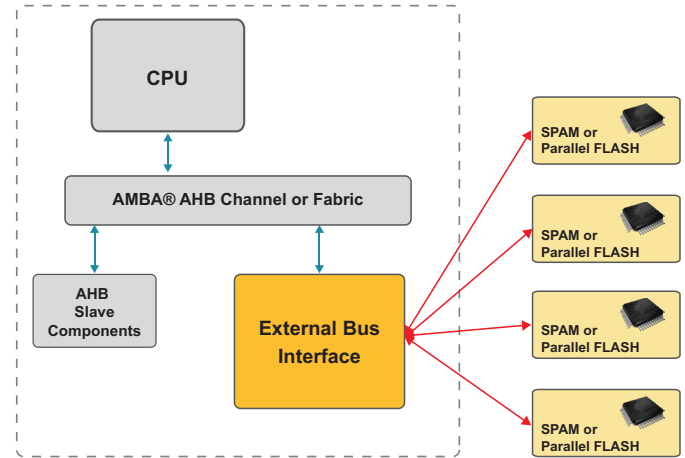 CPU
AMBA® AHB Channel or Fabric
AHB
Slave
Components
External Bus
Interface
SPAM or
Parallel FLASH
SPAM or
Parallel FLASH
SPAM or
Parallel FLASH
SPAM or
Parallel FLASH